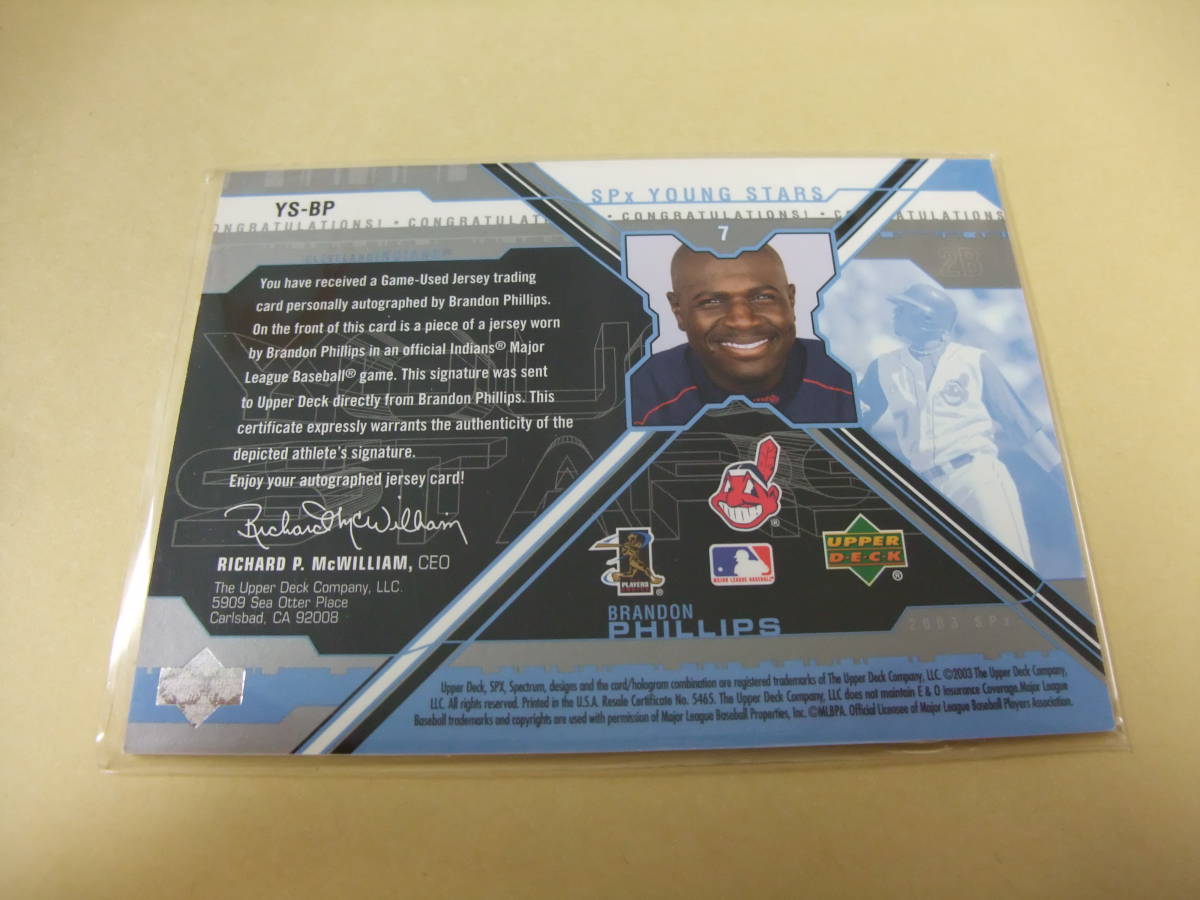 YS-BP
SPx YOUNG STARS
CONGRATULATIONS! • CONGRATULATIONS! • CONGRATULATIONS
7
CLEVELAND INDIANS®
2B
You have received a Game-Used Jersey trading
card personally autographed by Brandon Phillips.
On the front of this card is a piece of a jersey worn
by Brandon Phillips in an official Indians® Major
League Baseball® game. This signature was sent
to Upper Deck directly from Brandon Phillips. This
certificate expressly warrants the authenticity of the
depicted athlete's signature.
Enjoy your autographed jersey card!
Richard McWilliam
RICHARD P. McWILLIAM, CEO
The Upper Deck Company, LLC.
5909 Sea Otter Place
Carlsbad, CA 92008
YOUNG
STARS
PLAYERS
MAJOR LEAGUE BASEBALL
UPPER
DECK
BRANDON
PHILLIPS
2003 SPx
Upper Deck, SPX, Spectrum, designs and the card/hologram combination are registered trademarks of The Upper Deck Company, LLC. ©2003 The Upper Deck Company,
LLC. All rights reserved. Printed in the U.S.A. Resale Certificate No. 5465. The Upper Deck Company, LLC does not maintain E & O Insurance Coverage. Major League
Baseball trademarks and copyrights are used with permission of Major League Baseball Properties, Inc. ©MLBPA. Official Licensee of Major League Baseball Players Association.